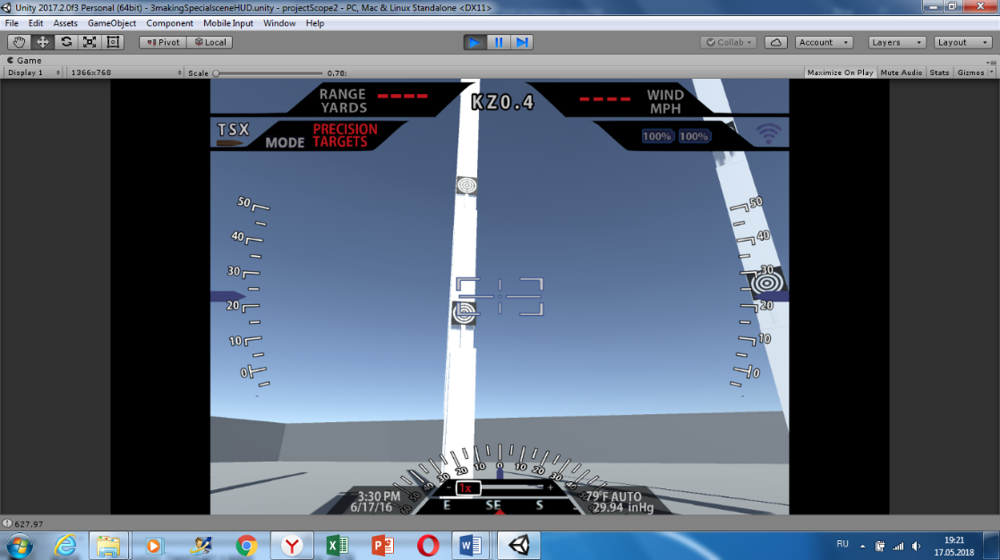 Unity 2017.2.0f3 Personal (64bit) - 3makingSpecialsceneHUD.unity - projectScope2 - PC, Mac & Linux Standalone <DX11>
File Edit Assets GameObject Component Mobile Input Window Help
Pivot Local Collab Account Layers Layout
Game
Display 1 1366x768 Scale 0.78: Maximize On Play Mute Audio Stats Gizmos
RANGE YARDS ---- KZ0.4 ---- WIND MPH
TSX MODE PRECISION TARGETS 100% 100%
50 50
40 40
30 30
20 20
10 10
0 0
30 20 10 0 10 20 30 40
- 1x +
3:30 PM 79 F AUTO
6/17/16 E SE S 29.94 inHg
627.97
RU 19:21
17.05.2018